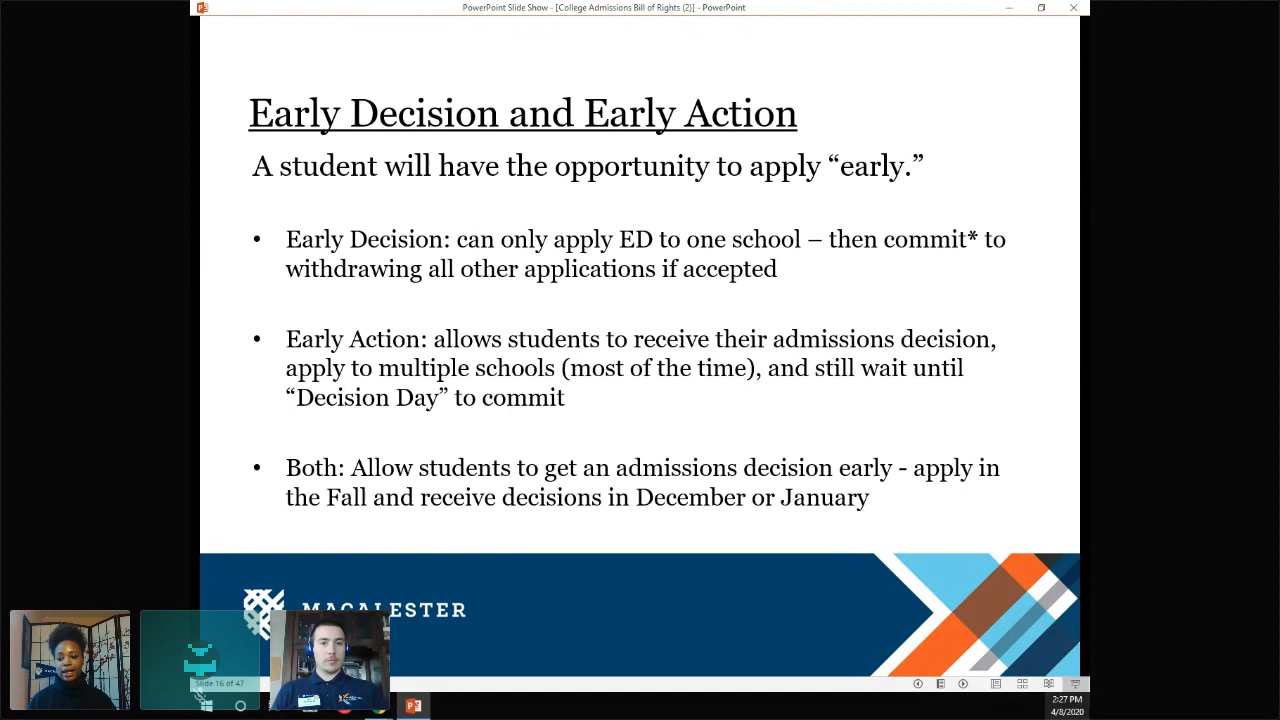 PowerPoint Slide Show - [College Admissions Bill of Rights (2)] - PowerPoint
Early Decision and Early Action
A student will have the opportunity to apply “early.”
• Early Decision: can only apply ED to one school – then commit* to
withdrawing all other applications if accepted
• Early Action: allows students to receive their admissions decision,
apply to multiple schools (most of the time), and still wait until
“Decision Day” to commit
• Both: Allow students to get an admissions decision early - apply in
the Fall and receive decisions in December or January
MACALESTER
Slide 16 of 47
2:27 PM
4/8/2020